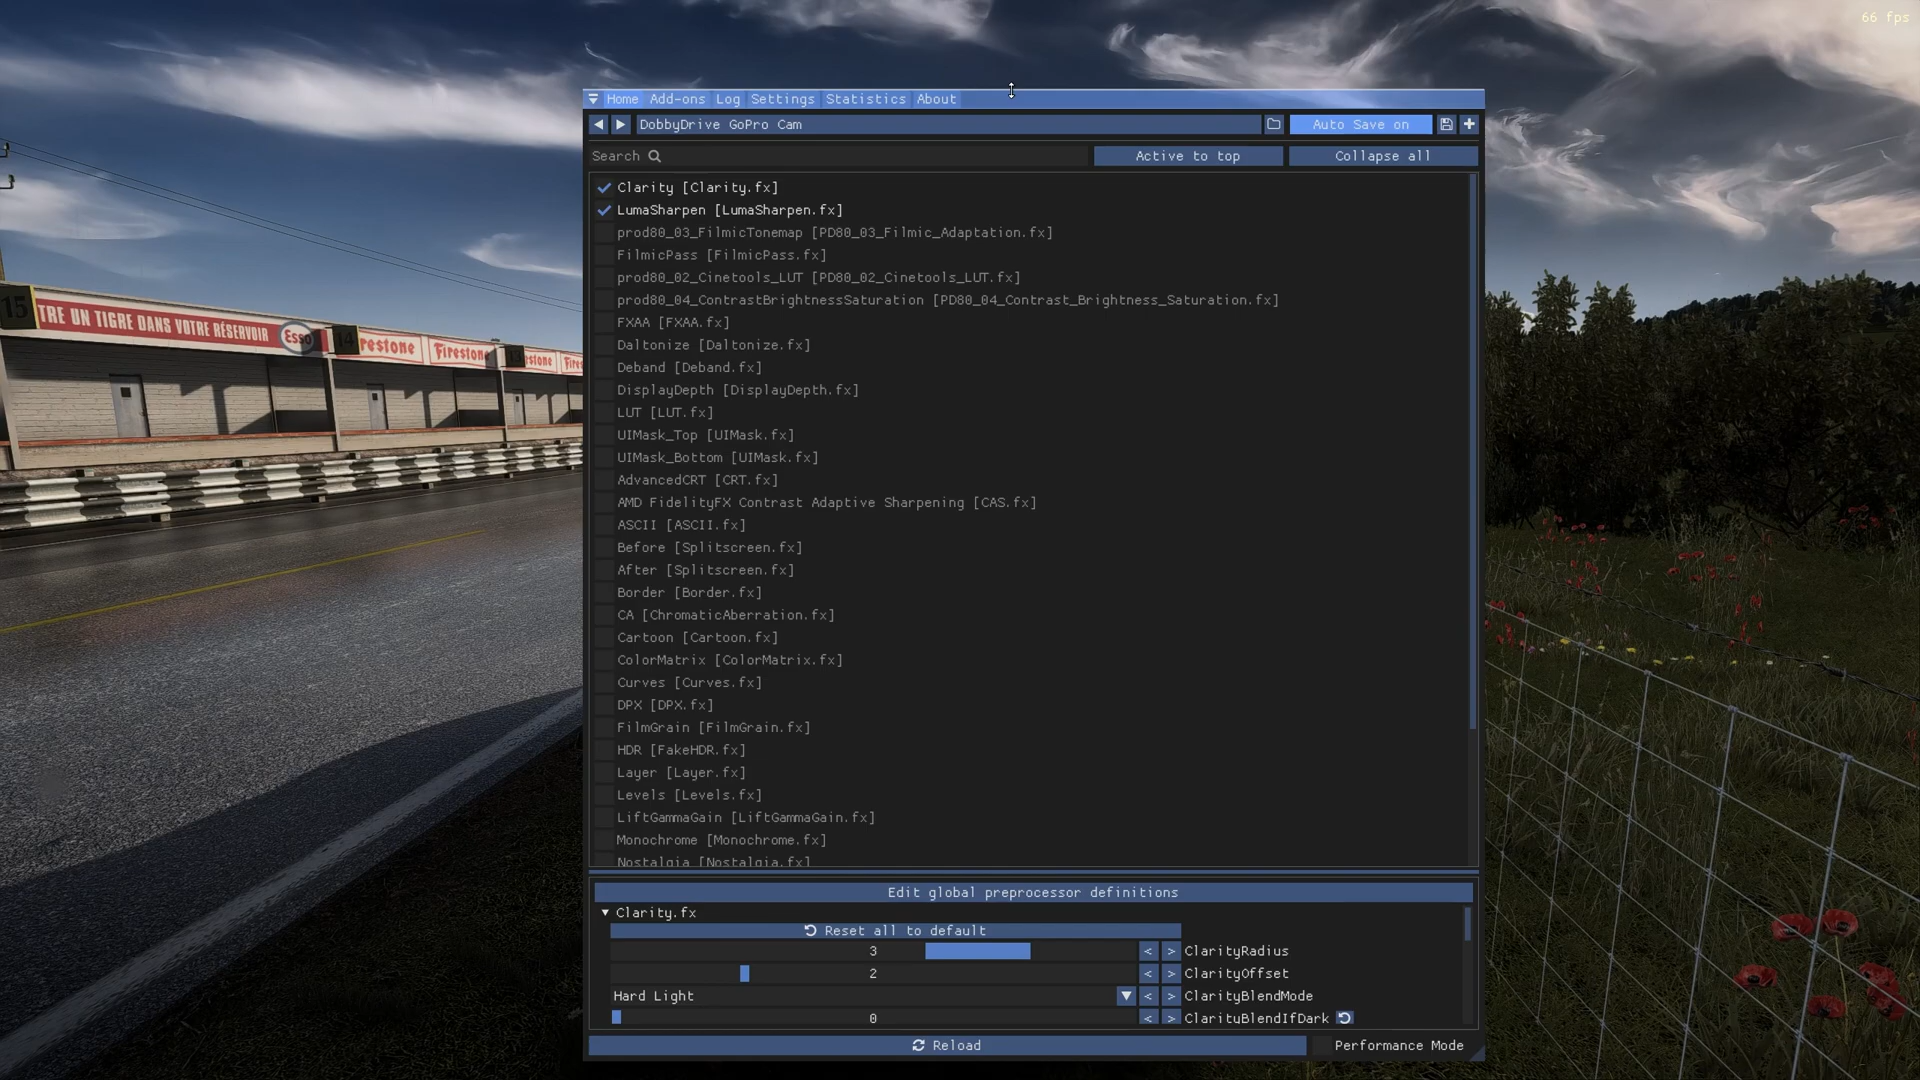 66 fps
Home Add-ons Log Settings Statistics About
DobbyDrive GoPro Cam Auto Save on
Search Active to top Collapse all
Clarity [Clarity.fx]
LumaSharpen [LumaSharpen.fx]
prod80_03_FilmicTonemap [PD80_03_Filmic_Adaptation.fx]
FilmicPass [FilmicPass.fx]
prod80_02_Cinetools_LUT [PD80_02_Cinetools_LUT.fx]
prod80_04_ContrastBrightnessSaturation [PD80_04_Contrast_Brightness_Saturation.fx]
FXAA [FXAA.fx]
Daltonize [Daltonize.fx]
Deband [Deband.fx]
DisplayDepth [DisplayDepth.fx]
LUT [LUT.fx]
UIMask_Top [UIMask.fx]
UIMask_Bottom [UIMask.fx]
AdvancedCRT [CRT.fx]
AMD FidelityFX Contrast Adaptive Sharpening [CAS.fx]
ASCII [ASCII.fx]
Before [Splitscreen.fx]
After [Splitscreen.fx]
Border [Border.fx]
CA [ChromaticAberration.fx]
Cartoon [Cartoon.fx]
ColorMatrix [ColorMatrix.fx]
Curves [Curves.fx]
DPX [DPX.fx]
FilmGrain [FilmGrain.fx]
HDR [FakeHDR.fx]
Layer [Layer.fx]
Levels [Levels.fx]
LiftGammaGain [LiftGammaGain.fx]
Monochrome [Monochrome.fx]
Nostalgia [Nostalgia.fx]
Edit global preprocessor definitions
Clarity.fx
Reset all to default
3 < > ClarityRadius
2 < > ClarityOffset
Hard Light < > ClarityBlendMode
0 < > ClarityBlendIfDark
Reload Performance Mode
15 TRE UN TIGRE DANS VOTRE RÉSERVOIR Esso 14 Firestone Firestone 13 Firestone